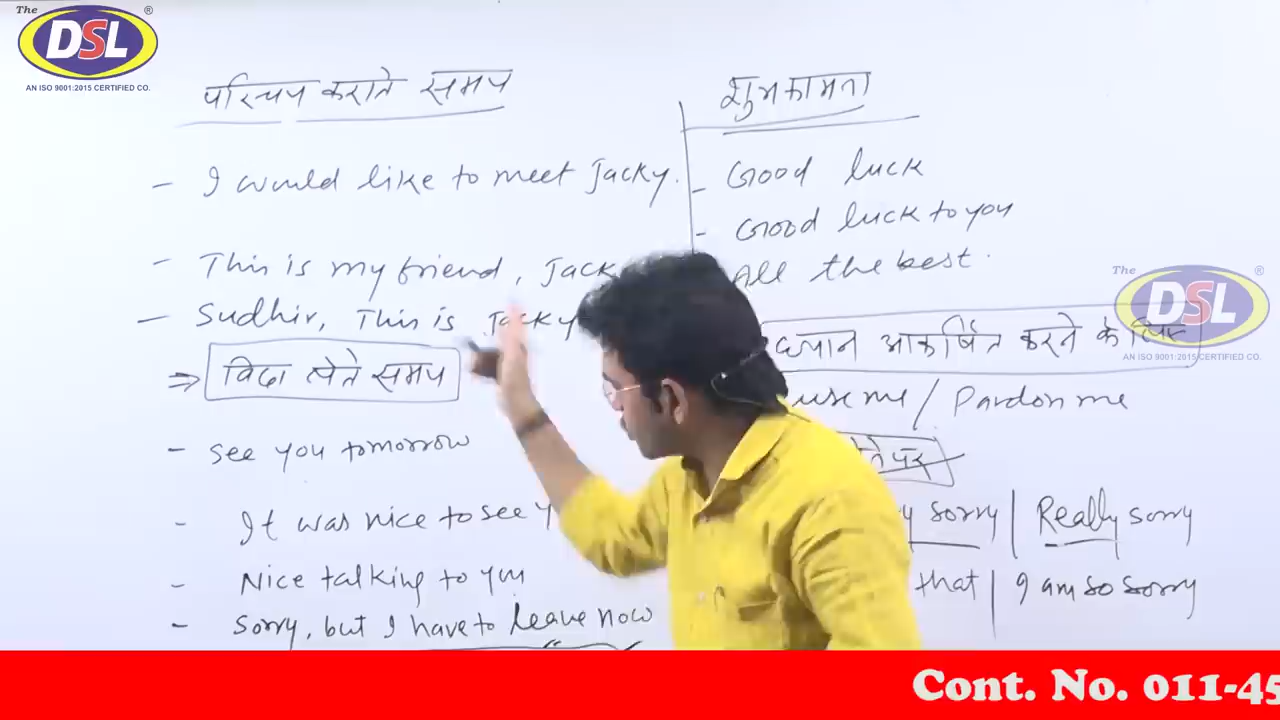 The
DSL
®
AN ISO 9001:2015 CERTIFIED CO.
परिचय कराते समय
- I would like to meet Jacky.
- This is my friend, Jack
- Sudhir, This is Jacky
⇒ विदा लेते समय
- see you tomorrow
- It was nice to see y
- Nice talking to you
- Sorry, but I have to leave now
शुभकामना
- Good luck
- Good luck to you
All the best.
ध्यान आकर्षित करने के लिए
use me / Pardon me
ते पर
y sorry | Really sorry
that | I am so sorry
The
DSL
®
AN ISO 9001:2015 CERTIFIED CO.
Cont. No. 011-45